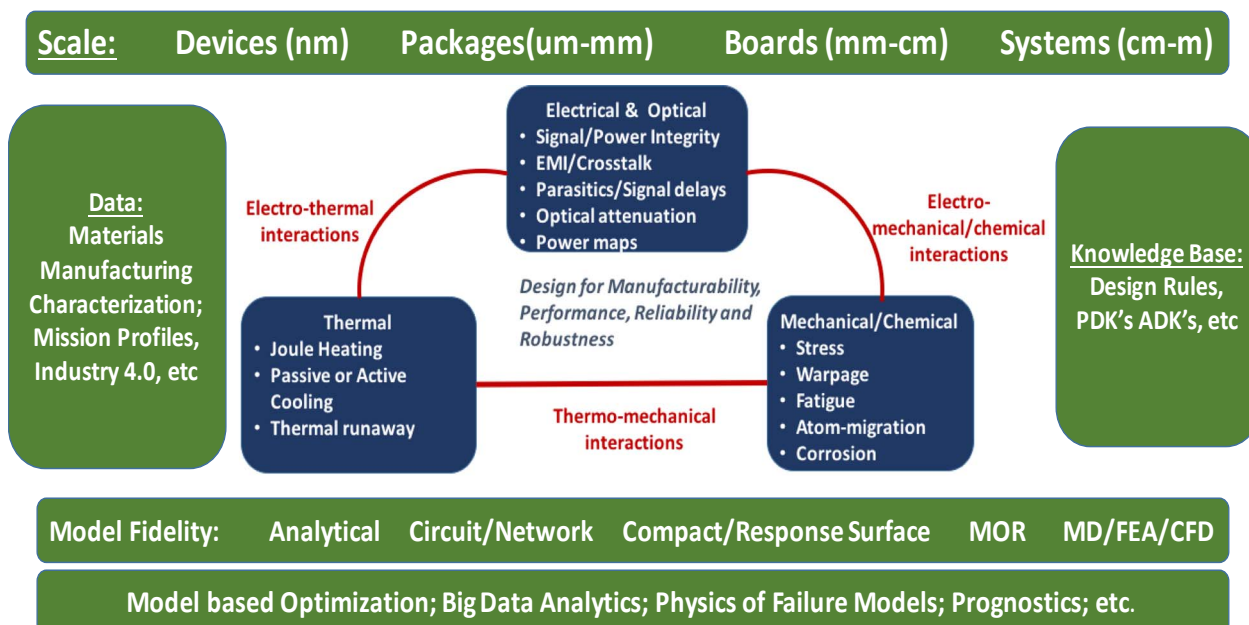 Scale: Devices (nm) Packages(um-mm) Boards (mm-cm) Systems (cm-m)
Data:
Materials
Manufacturing
Characterization;
Mission Profiles,
Industry 4.0, etc
Electrical & Optical
• Signal/Power Integrity
• EMI/Crosstalk
• Parasitics/Signal delays
• Optical attenuation
• Power maps
Electro-thermal
interactions
Electro-
mechanical/chemical
interactions
Design for Manufacturability,
Performance, Reliability and
Robustness
Thermal
• Joule Heating
• Passive or Active
Cooling
• Thermal runaway
Thermo-mechanical
interactions
Mechanical/Chemical
• Stress
• Warpage
• Fatigue
• Atom-migration
• Corrosion
Knowledge Base:
Design Rules,
PDK’s ADK’s, etc
Model Fidelity: Analytical Circuit/Network Compact/Response Surface MOR MD/FEA/CFD
Model based Optimization; Big Data Analytics; Physics of Failure Models; Prognostics; etc.